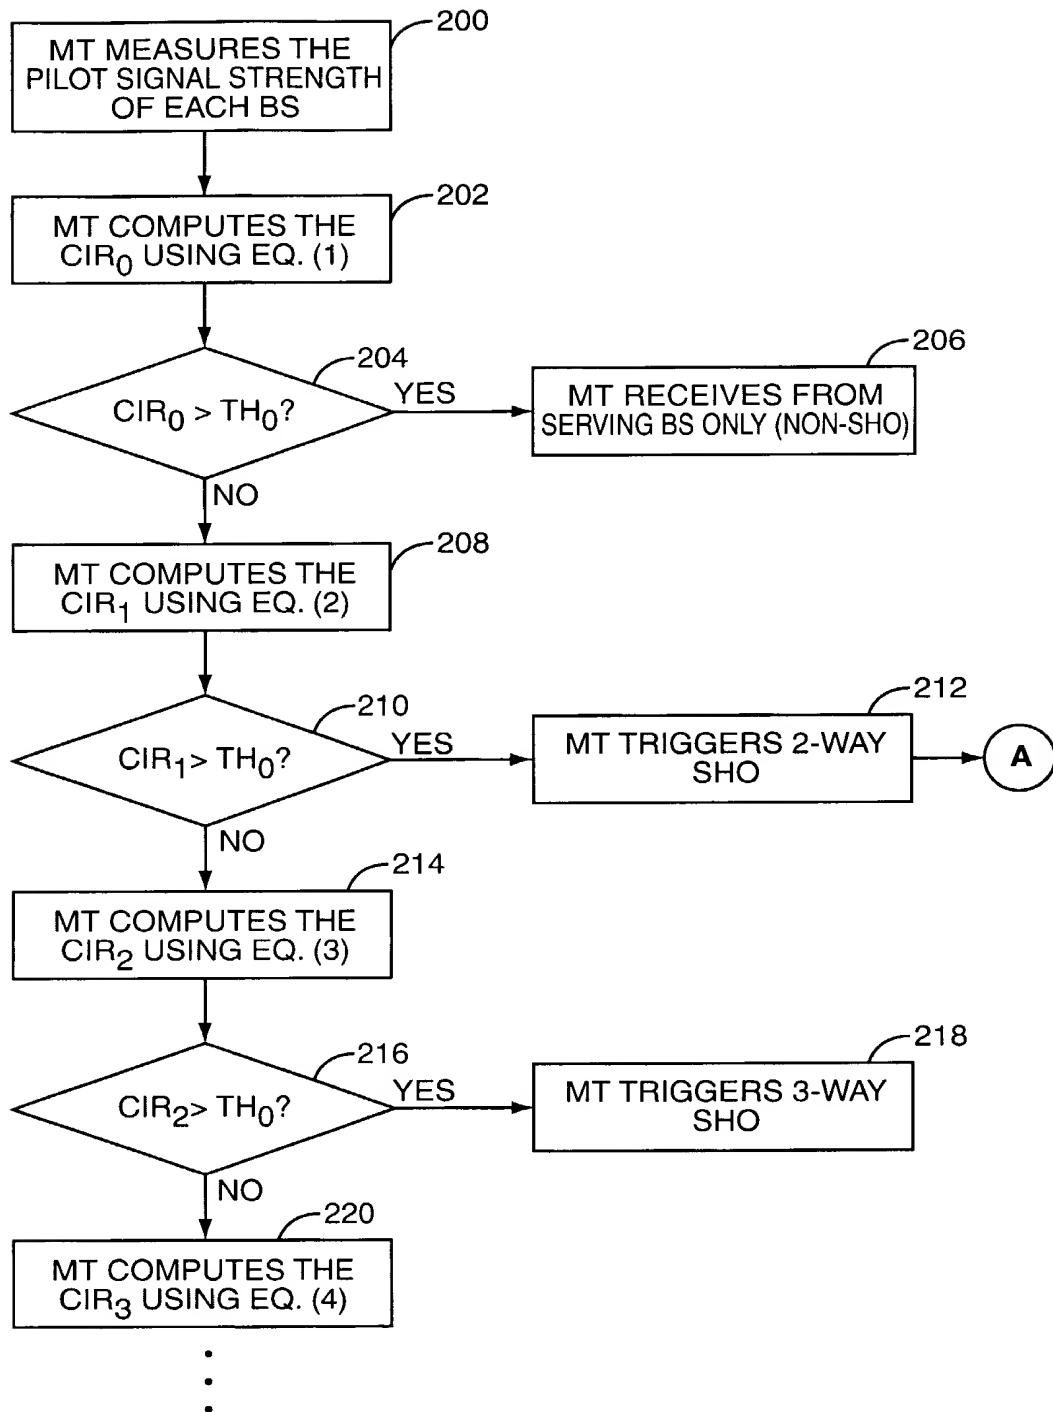 200
MT MEASURES THE
PILOT SIGNAL STRENGTH
OF EACH BS
202
MT COMPUTES THE
CIR₀ USING EQ. (1)
204
CIR₀ > TH₀?
YES
206
MT RECEIVES FROM
SERVING BS ONLY (NON-SHO)
NO
208
MT COMPUTES THE
CIR₁ USING EQ. (2)
210
CIR₁> TH₀?
YES
212
MT TRIGGERS 2-WAY
SHO
A
NO
214
MT COMPUTES THE
CIR₂ USING EQ. (3)
216
CIR₂> TH₀?
YES
218
MT TRIGGERS 3-WAY
SHO
NO
220
MT COMPUTES THE
CIR₃ USING EQ. (4)